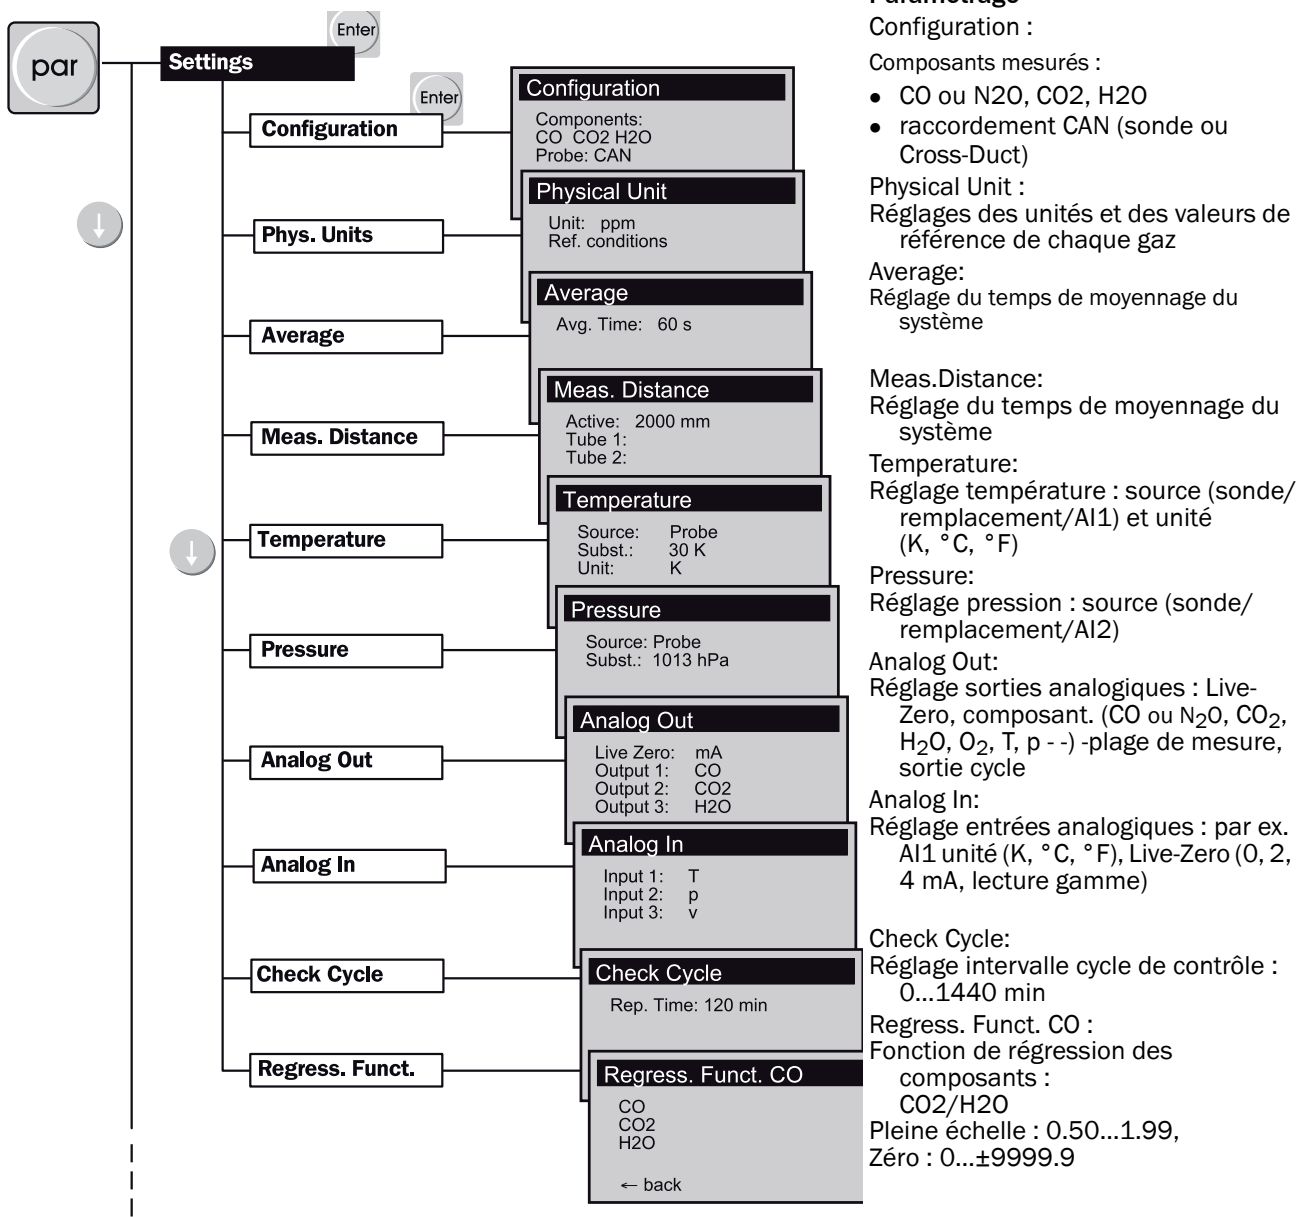 par
Enter
Settings
Enter
Configuration
Phys. Units
Average
Meas. Distance
Temperature
Pressure
Analog Out
Analog In
Check Cycle
Regress. Funct.
Configuration
Components:
CO CO2 H2O
Probe: CAN
Physical Unit
Unit: ppm
Ref. conditions
Average
Avg. Time: 60 s
Meas. Distance
Active: 2000 mm
Tube 1:
Tube 2:
Temperature
Source: Probe
Subst.: 30 K
Unit: K
Pressure
Source: Probe
Subst.: 1013 hPa
Analog Out
Live Zero: mA
Output 1: CO
Output 2: CO2
Output 3: H2O
Analog In
Input 1: T
Input 2: p
Input 3: v
Check Cycle
Rep. Time: 120 min
Regress. Funct. CO
CO
CO2
H2O
← back
Paramétrage
Configuration :
Composants mesurés :
• CO ou N2O, CO2, H2O
• raccordement CAN (sonde ou
Cross-Duct)
Physical Unit :
Réglages des unités et des valeurs de
référence de chaque gaz
Average:
Réglage du temps de moyennage du
système
Meas.Distance:
Réglage du temps de moyennage du
système
Temperature:
Réglage température : source (sonde/
remplacement/AI1) et unité
(K, °C, °F)
Pressure:
Réglage pression : source (sonde/
remplacement/AI2)
Analog Out:
Réglage sorties analogiques : Live-
Zero, composant. (CO ou N2O, CO2,
H2O, O2, T, p - -) -plage de mesure,
sortie cycle
Analog In:
Réglage entrées analogiques : par ex.
AI1 unité (K, °C, °F), Live-Zero (0, 2,
4 mA, lecture gamme)
Check Cycle:
Réglage intervalle cycle de contrôle :
0...1440 min
Regress. Funct. CO :
Fonction de régression des
composants :
CO2/H2O
Pleine échelle : 0.50...1.99,
Zéro : 0...±9999.9